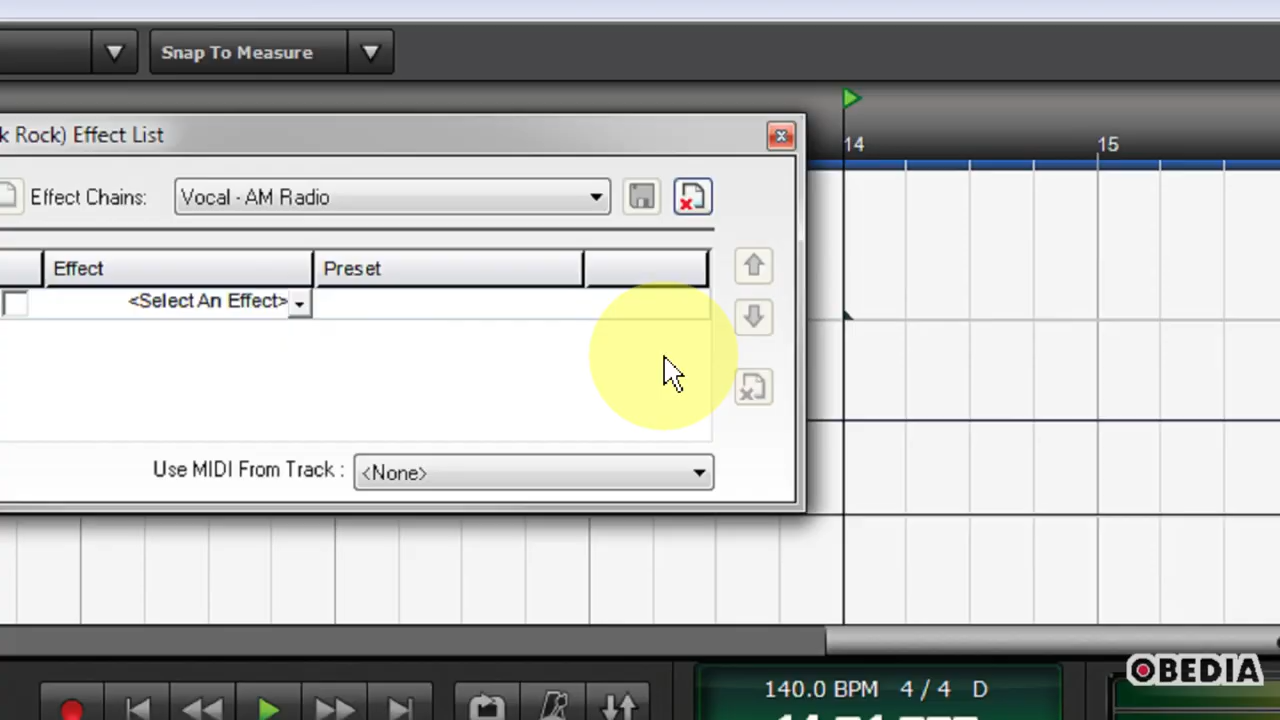 Snap To Measure
k Rock) Effect List
14
15
Effect Chains:
Vocal - AM Radio
Effect
Preset
<Select An Effect>
Use MIDI From Track :
<None>
OBEDIA
140.0 BPM 4 / 4 D